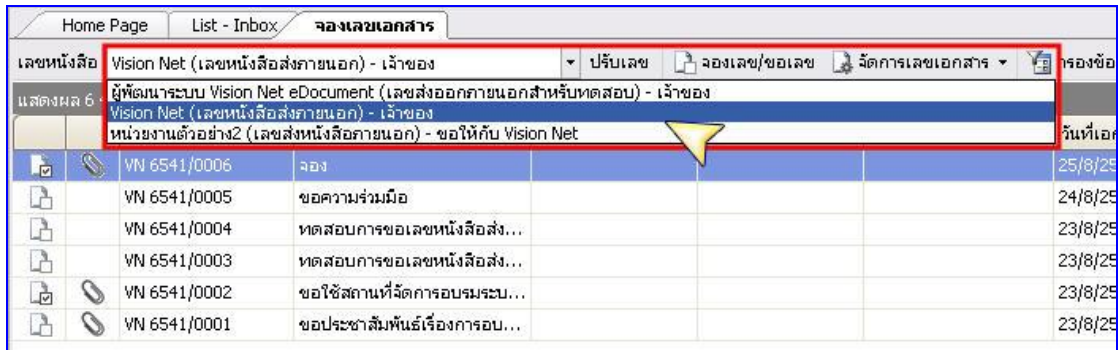 Home Page List - Inbox จองเลขเอกสาร
เลขหนังสือ Vision Net (เลขหนังสือส่งภายนอก) - เจ้าของ ปรับเลข จองเลข/ขอเลข จัดการเลขเอกสาร กรองข้อ
แสดงผล 6
ผู้พัฒนาระบบ Vision Net eDocument (เลขส่งออกภายนอกสำหรับทดสอบ) - เจ้าของ
Vision Net (เลขหนังสือส่งภายนอก) - เจ้าของ
หน่วยงานตัวอย่าง2 (เลขส่งหนังสือภายนอก) - ขอให้กับ Vision Net
วันที่เอก
VN 6541/0006 จอง 25/8/25
VN 6541/0005 ขอความร่วมมือ 24/8/25
VN 6541/0004 ทดสอบการขอเลขหนังสือส่ง... 23/8/25
VN 6541/0003 ทดสอบการขอเลขหนังสือส่ง... 23/8/25
VN 6541/0002 ขอใช้สถานที่จัดการอบรมระบ... 23/8/25
VN 6541/0001 ขอประชาสัมพันธ์เรื่องการอบ... 23/8/25